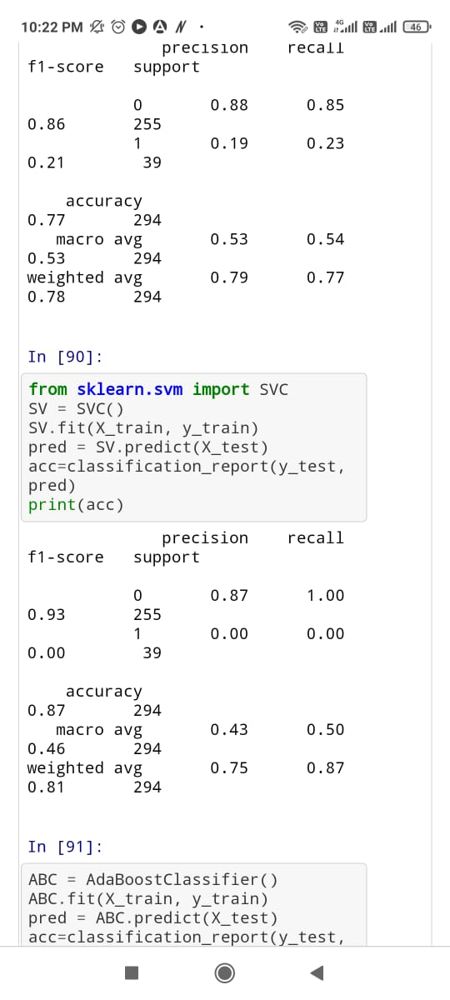 10:22 PM
4G
46
precision recall
f1-score support
0 0.88 0.85
0.86 255
1 0.19 0.23
0.21 39
accuracy
0.77 294
macro avg 0.53 0.54
0.53 294
weighted avg 0.79 0.77
0.78 294
In [90]:
from sklearn.svm import SVC
SV = SVC()
SV.fit(X_train, y_train)
pred = SV.predict(X_test)
acc=classification_report(y_test,
pred)
print(acc)
precision recall
f1-score support
0 0.87 1.00
0.93 255
1 0.00 0.00
0.00 39
accuracy
0.87 294
macro avg 0.43 0.50
0.46 294
weighted avg 0.75 0.87
0.81 294
In [91]:
ABC = AdaBoostClassifier()
ABC.fit(X_train, y_train)
pred = ABC.predict(X_test)
acc=classification_report(y_test,